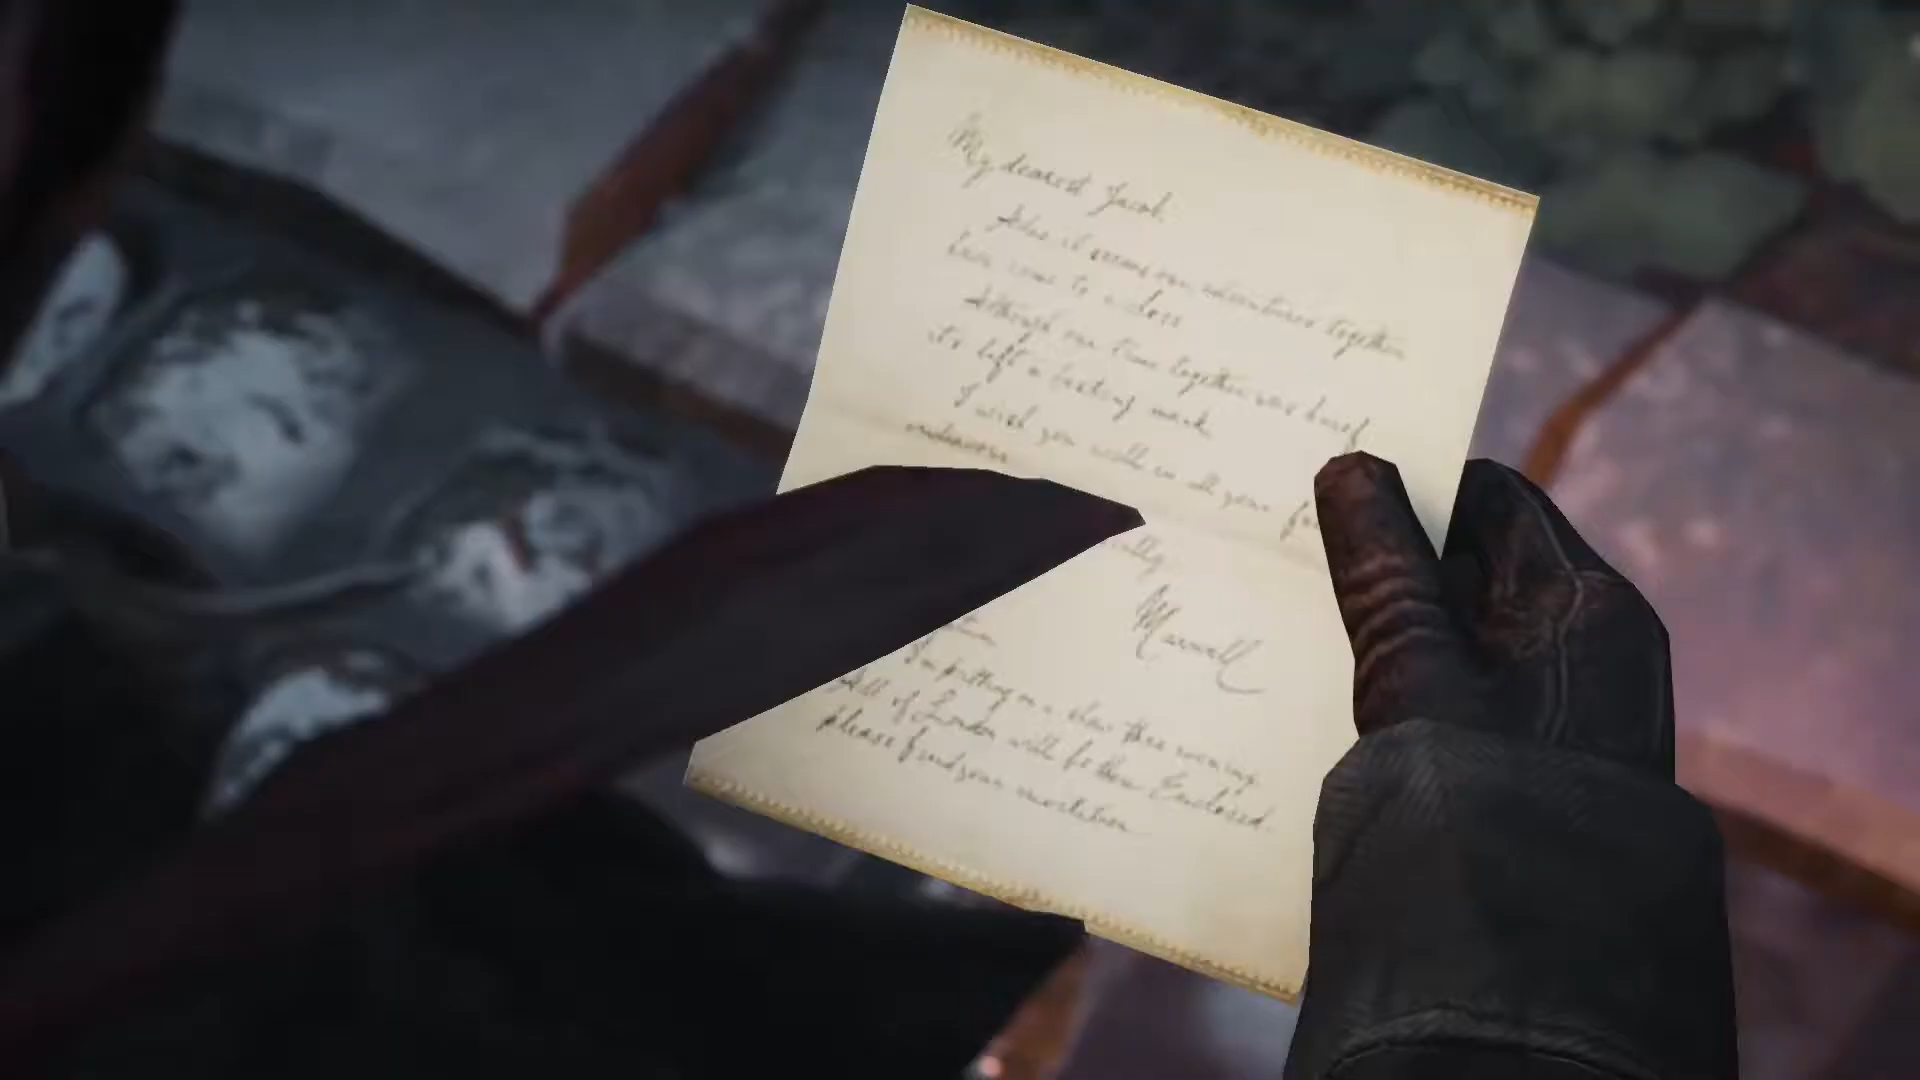 My dearest Jacob,
Alas it seems our adventures together
have come to a close
Although our time together was brief
it's left a lasting mark
I wish you well in all your
endeavors
Maxwell
I'm putting on a show this evening
All of London will be there Enclosed.
please find your invitation